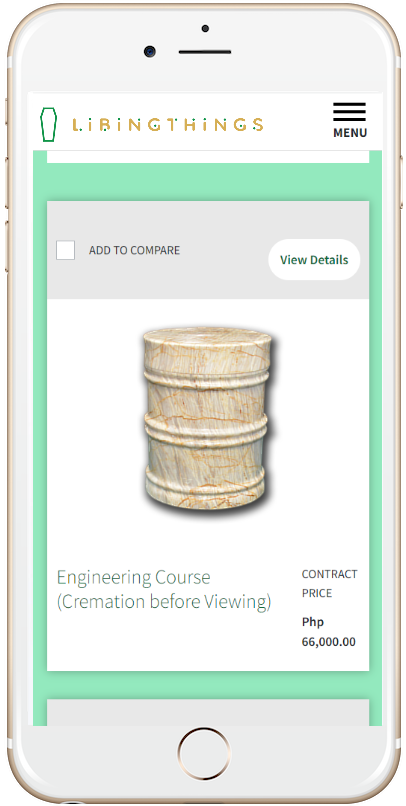 LiBiNGTHiNGS
MENU
ADD TO COMPARE
View Details
Engineering Course
(Cremation before Viewing)
CONTRACT
PRICE
Php
66,000.00